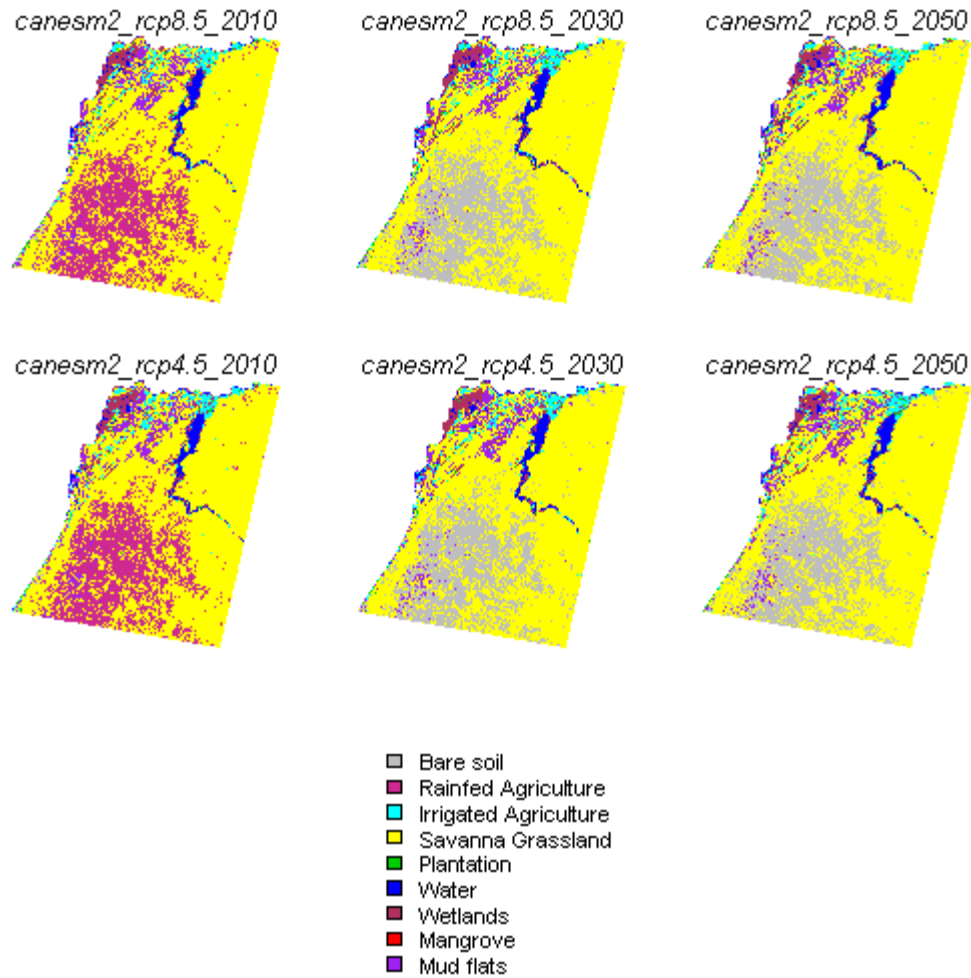 canesm2_rcp8.5_2010 canesm2_rcp8.5_2030 canesm2_rcp8.5_2050
canesm2_rcp4.5_2010 canesm2_rcp4.5_2030 canesm2_rcp4.5_2050
Bare soil
Rainfed Agriculture
Irrigated Agriculture
Savanna Grassland
Plantation
Water
Wetlands
Mangrove
Mud flats